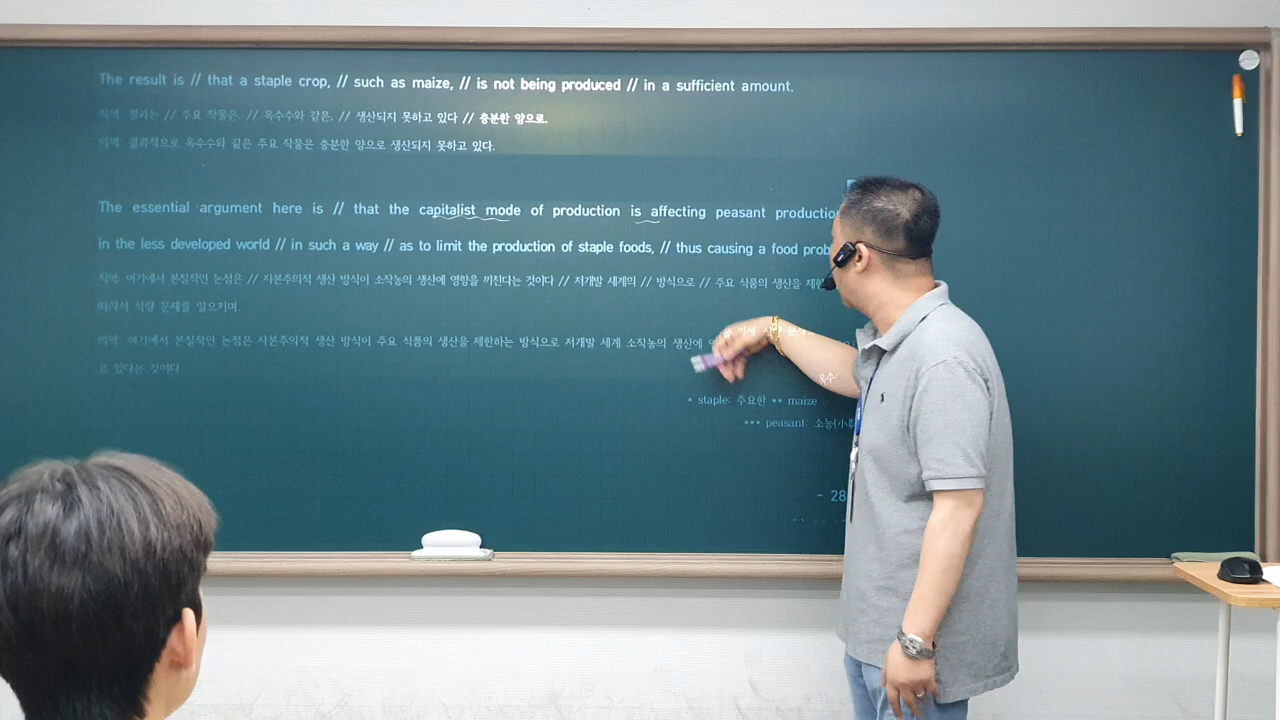 The result is // that a staple crop, // such as maize, // is not being produced // in a sufficient amount.
직역: 결과는 // 주요 작물은, // 옥수수와 같은, // 생산되지 못하고 있다 // 충분한 양으로.
의역: 결과적으로 옥수수와 같은 주요 작물은 충분한 양으로 생산되지 못하고 있다.
The essential argument here is // that the capitalist mode of production is affecting peasant production
in the less developed world // in such a way // as to limit the production of staple foods, // thus causing a food
직역: 여기에서 본질적인 논점은 // 자본주의적 생산 방식이 소작농의 생산에 영향을 끼친다는 것이다 // 저개발 세계의 // 방식으로 // 주요 식품의 생산을
따라서 식량 문제를 일으키며
의역: 여기에서 본질적인 논점은 자본주의적 생산 방식이 주요 식품의 생산을 제한하는 방식으로 저개발 세계 소작농의 생산에
고 있다는 것이다
* staple: 주요한 ** maize :
*** peasant: 소농
- 28